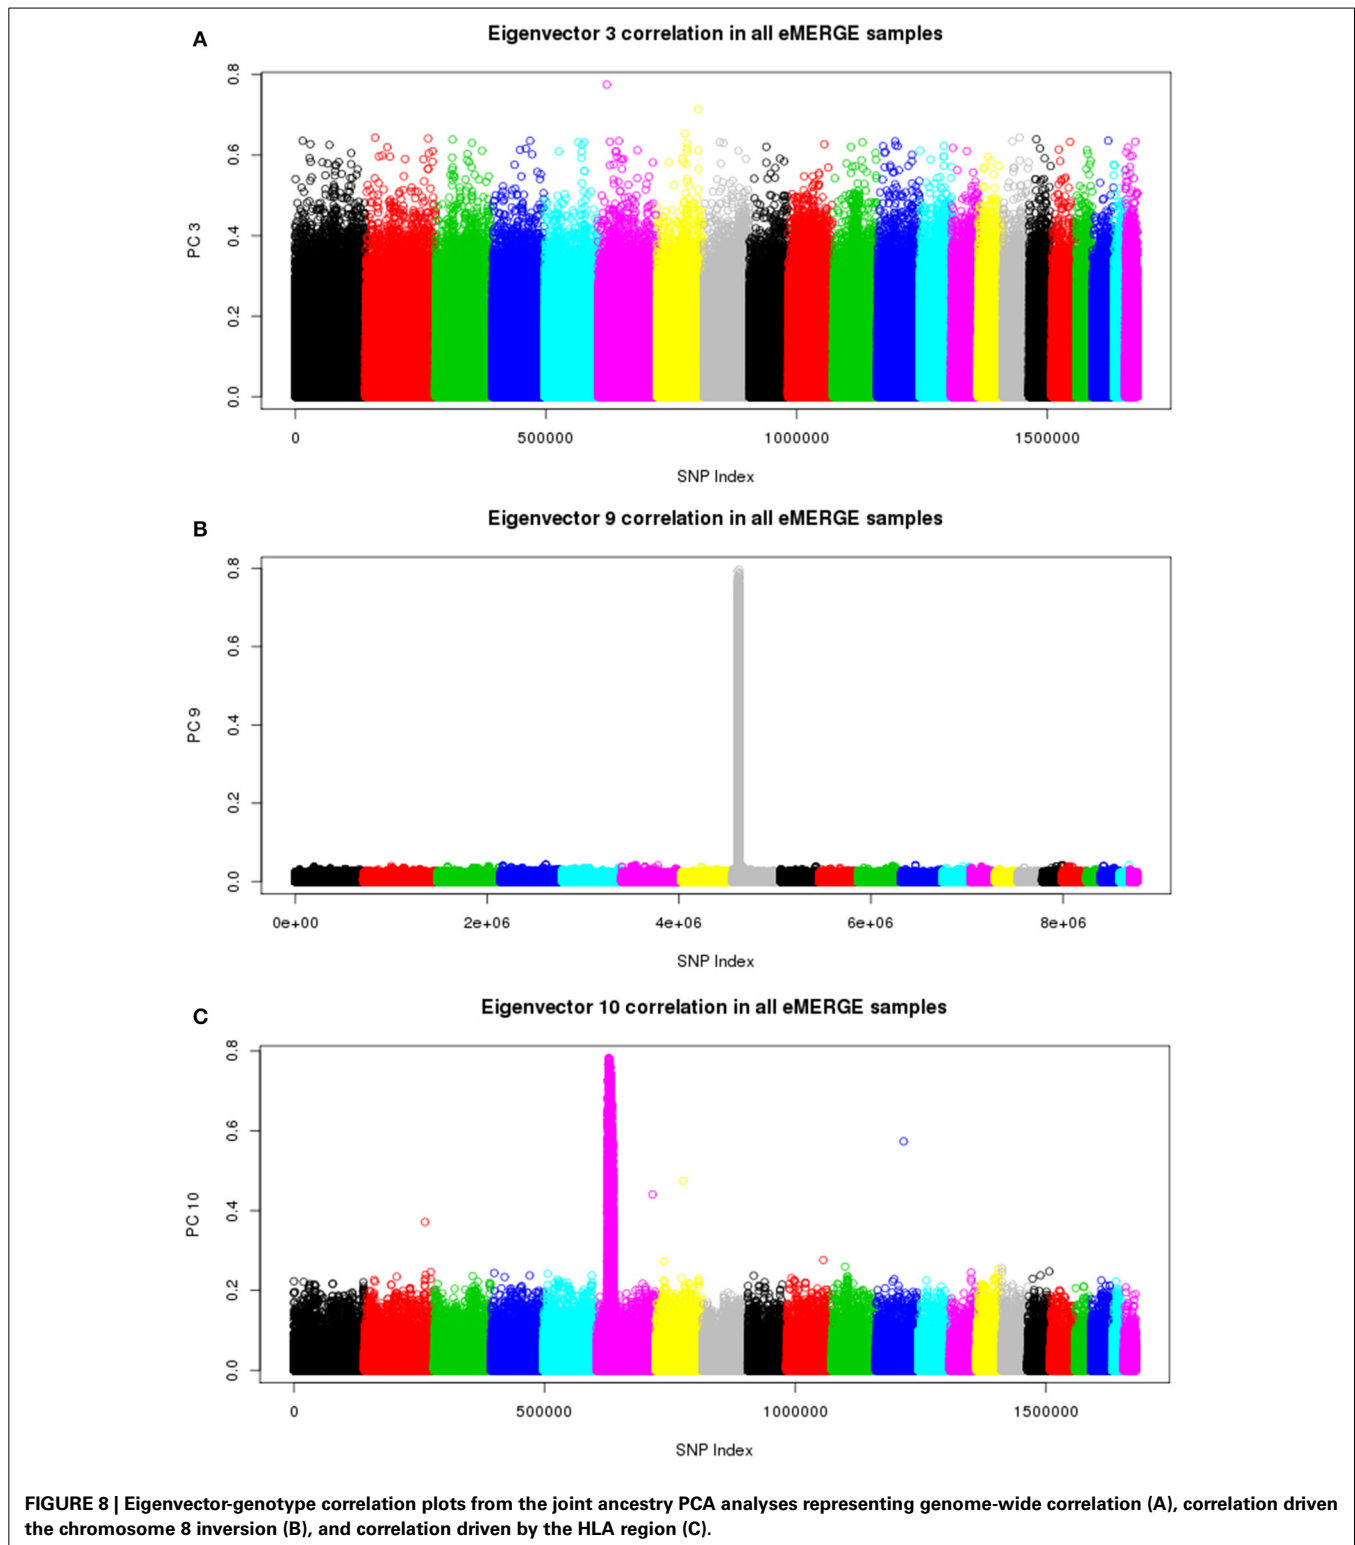 A
Eigenvector 3 correlation in all eMERGE samples
0.8
0.6
0.4
0.2
0.0
PC 3
0
500000
1000000
1500000
SNP Index
B
Eigenvector 9 correlation in all eMERGE samples
0.8
0.6
0.4
0.2
0.0
PC 9
0e+00
2e+06
4e+06
6e+06
8e+06
SNP Index
C
Eigenvector 10 correlation in all eMERGE samples
0.8
0.6
0.4
0.2
0.0
PC 10
0
500000
1000000
1500000
SNP Index
FIGURE 8 | Eigenvector-genotype correlation plots from the joint ancestry PCA analyses representing genome-wide correlation (A), correlation driven
the chromosome 8 inversion (B), and correlation driven by the HLA region (C).